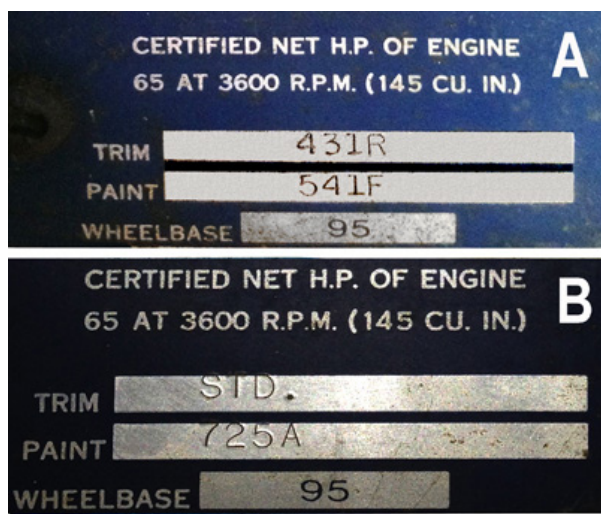 A
CERTIFIED NET H.P. OF ENGINE
65 AT 3600 R.P.M. (145 CU. IN.)
TRIM 431R
PAINT 541F
WHEELBASE 95
B
CERTIFIED NET H.P. OF ENGINE
65 AT 3600 R.P.M. (145 CU. IN.)
TRIM STD.
PAINT 725A
WHEELBASE 95